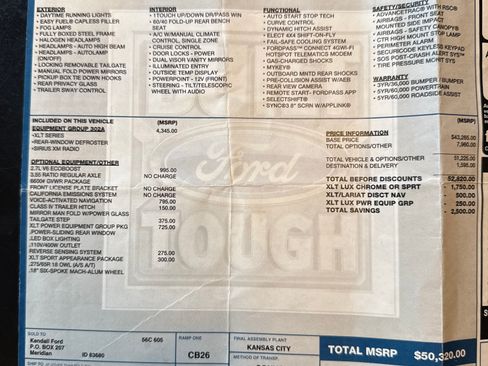 EXTERIOR
• DAYTIME RUNNING LIGHTS
• EASY FUEL CAPLESS FILLER
• FOG LAMPS
• FULLY BOXED STEEL FRAME
• HALOGEN HEADLAMPS
• HEADLAMPS - AUTO HIGH BEAM
• HEADLAMPS - AUTOLAMP
(ON/OFF)
• LOCKING REMOVABLE TAILGATE
• MANUAL FOLD POWER MIRRORS
• PICKUP BOX TIE DOWN HOOKS
• REAR PRIVACY GLASS
• TRAILER SWAY CONTROL
INTERIOR
• 1 TOUCH UP/DOWN DR/PASS WIN
• 60/40 FOLD-UP REAR BENCH
SEAT
• A/C W/MANUAL CLIMATE
CONTROL, SINGLE ZONE
• CRUISE CONTROL
• DOOR LOCKS - POWER
• DUAL VISOR VANITY MIRRORS
• ILLUMINATED ENTRY
• OUTSIDE TEMP DISPLAY
• POWERPOINT - 12V (FRONT)
• STEERING - TILT/TELESCOPIC
WHEEL WITH AUDIO
FUNCTIONAL
• AUTO START STOP TECH
• CURVE CONTROL
• DYNAMIC HITCH ASSIST
• ELECT 4X4 SHIFT-ON-FLY
• FAIL-SAFE COOLING SYSTEM
• FORDPASS™ CONNECT 4GWI-FI
HOTSPOT TELEMATICS MODEM
• GAS-CHARGED SHOCKS
• MYKEY®
• OUTBOARD MNTD REAR SHOCKS
• PRE-COLLISION ASSIST W/AEB
• REAR VIEW CAMERA
• REMOTE START- FORDPASS APP
• SELECTSHIFT®
• SYNC®3.8" SCRN W/APPLINK®
SAFETY/SECURITY
• ADVANCETRAC® WITH RSC®
• AIRBAGS - FRONT SEAT
MOUNTED SIDE IMPACT
• AIRBAGS - SAFETY CANOPY®
• CTR HIGH MOUNT STOP LAMP
• PERIMETER ALARM
• SECURICODE KEYLESS KEYPAD
• SOS POST-CRASH ALERT SYS™
• TIRE PRESSURE MONIT SYS
WARRANTY
• 3YR/36,000 BUMPER / BUMPER
• 5YR/60,000 POWERTRAIN
• 5YR/60,000 ROADSIDE ASSIST
INCLUDED ON THIS VEHICLE (MSRP)
EQUIPMENT GROUP 302A 4,345.00
•XLT SERIES
•REAR-WINDOW DEFROSTER
•SIRIUS XM RADIO
OPTIONAL EQUIPMENT/OTHER
2.7L V6 ECOBOOST 995.00
3.55 RATIO REGULAR AXLE NO CHARGE
6600# GVWR PACKAGE
FRONT LICENSE PLATE BRACKET NO CHARGE
CALIFORNIA EMISSIONS SYSTEM NO CHARGE
VOICE-ACTIVATED NAVIGATION 795.00
CLASS IV TRAILER HITCH 150.00
MIRROR MAN FOLD W/POWER GLASS
TAILGATE STEP 375.00
XLT POWER EQUIPMENT GROUP PKG 725.00
.POWER-SLIDING REAR WINDOW
.LED BOX LIGHTING
.110V/400W OUTLET
REVERSE SENSING SYSTEM 275.00
XLT SPORT APPEARANCE PACKAGE 300.00
.275/65R 18 OWL (A/S A/T)
.18" SIX-SPOKE MACH-ALUM WHEEL
Ford
TOUGH
(MSRP)
PRICE INFORMATION
BASE PRICE $43,265.00
TOTAL OPTIONS/OTHER 7,960.00
TOTAL VEHICLE & OPTIONS/OTHER 51,225.00
DESTINATION & DELIVERY 1,595.00
TOTAL BEFORE DISCOUNTS 52,820.00
XLT LUX CHROME OR SPRT - 1,750.00
XLT/LARIAT DISCT NAV - 500.00
XLT LUX PWR EQUIP GRP - 250.00
TOTAL SAVINGS - 2,500.00
SOLD TO
Kendall Ford 56C 605
P.O. BOX 207
Meridian ID 83680
RAMP ONE
CB26
FINAL ASSEMBLY PLANT
KANSAS CITY
METHOD OF TRANSP.
TOTAL MSRP $50,320.00